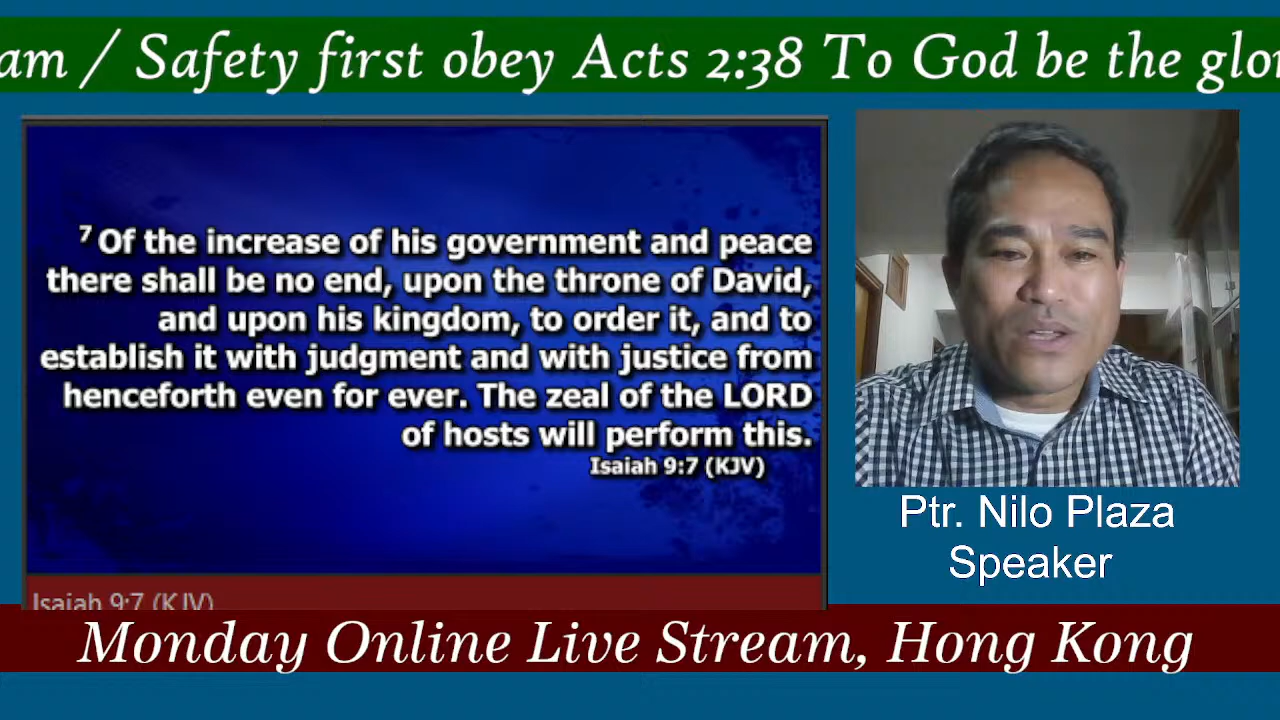 am / Safety first obey Acts 2:38 To God be the glo
7 Of the increase of his government and peace
there shall be no end, upon the throne of David,
and upon his kingdom, to order it, and to
establish it with judgment and with justice from
henceforth even for ever. The zeal of the LORD
of hosts will perform this.
Isaiah 9:7 (KJV)
Isaiah 9:7 (KJV)
Ptr. Nilo Plaza
Speaker
Monday Online Live Stream, Hong Kong